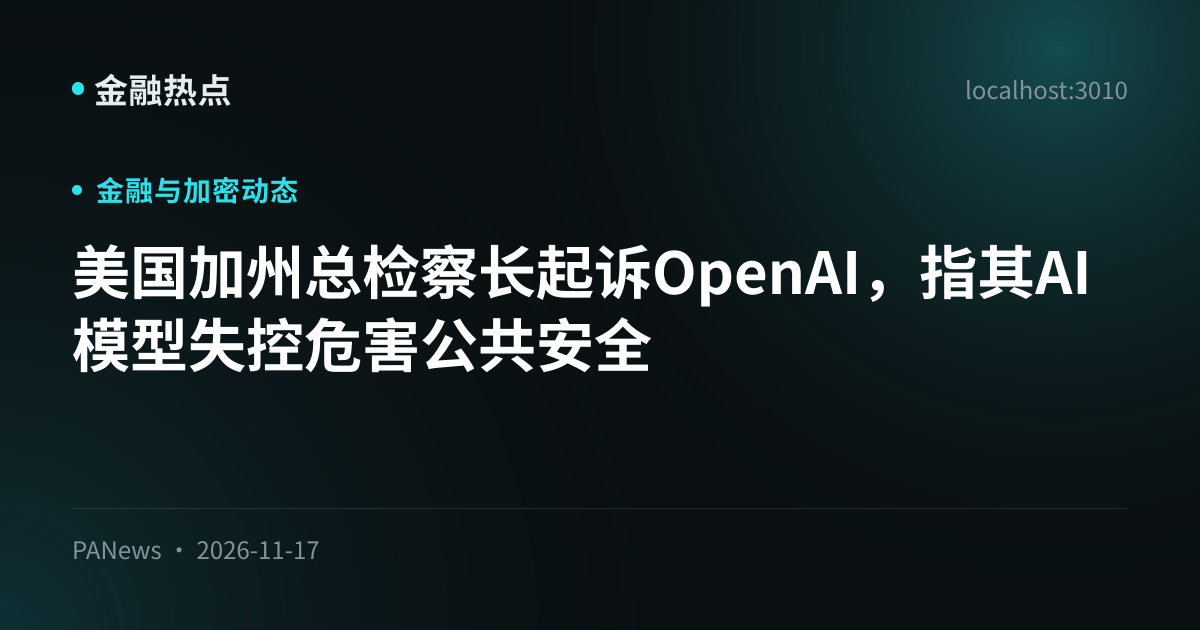 金融热点
localhost:3010
金融与加密动态
美国加州总检察长起诉OpenAI，指其AI
模型失控危害公共安全
PANews · 2026-11-17